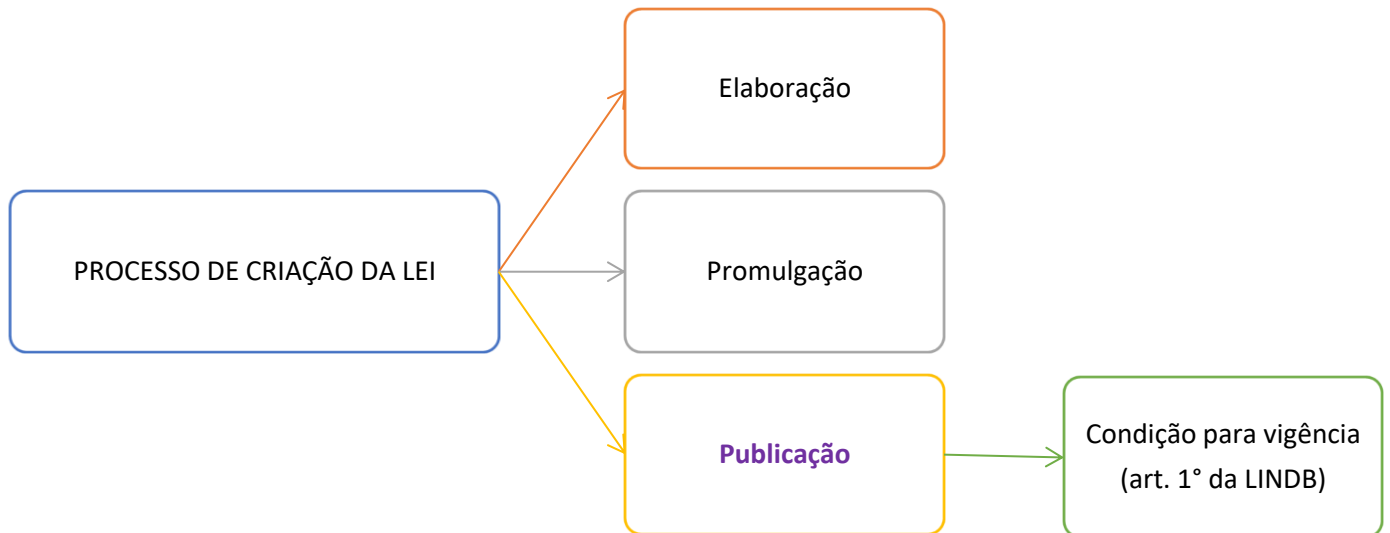 Elaboração
PROCESSO DE CRIAÇÃO DA LEI
Promulgação
Publicação
Condição para vigência
(art. 1° da LINDB)